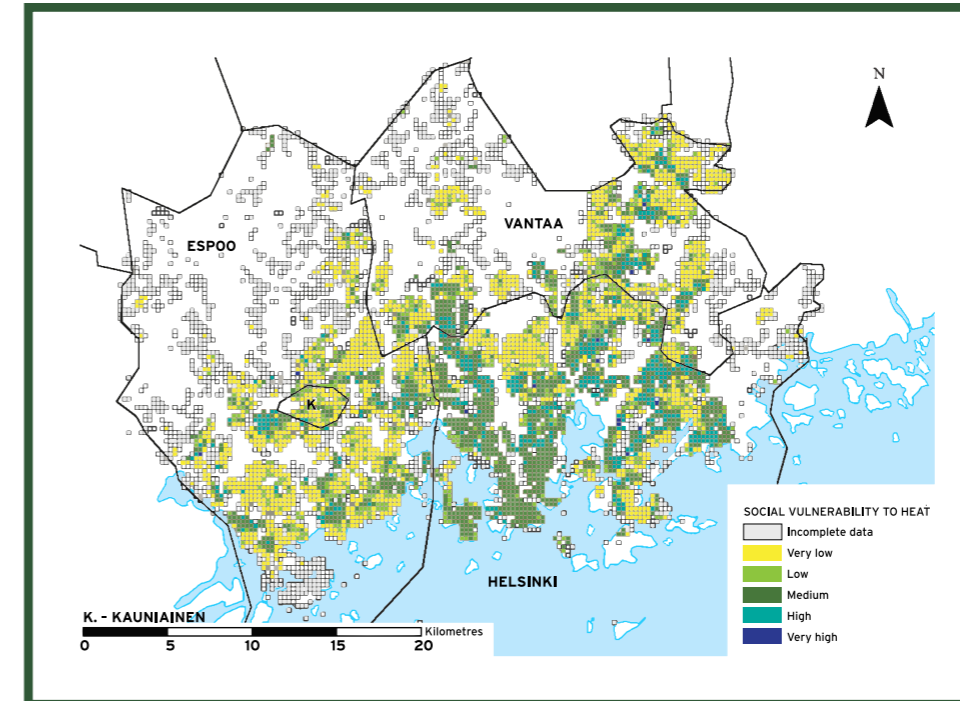 N
VANTAA
ESPOO
K
SOCIAL VULNERABILITY TO HEAT
Incomplete data
Very low
Low
Medium
High
Very high
HELSINKI
K. - KAUNIAINEN
Kilometres
0 5 10 15 20